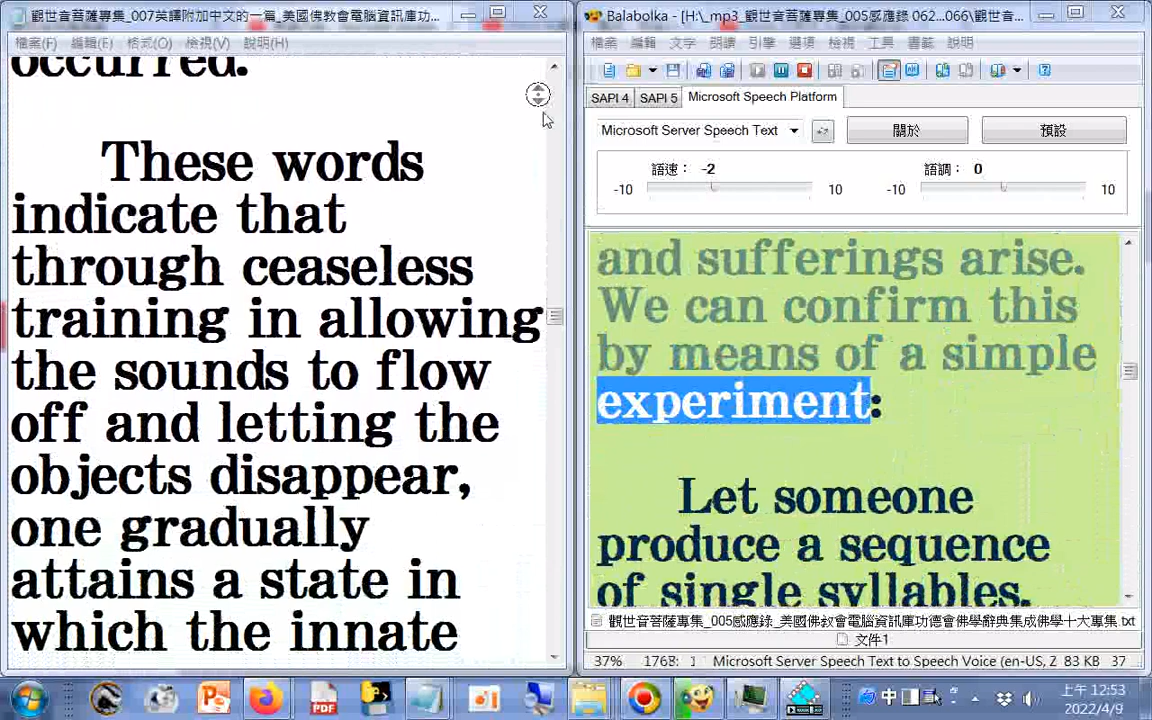 觀世音菩薩專集_007英譯附加中文的一篇_美國佛教會電腦資訊庫功...
檔案(F) 編輯(E) 格式(O) 檢視(V) 說明(H)
occurred.
These words
indicate that
through ceaseless
training in allowing
the sounds to flow
off and letting the
objects disappear,
one gradually
attains a state in
which the innate
Balabolka - [H:\_mp3_觀世音菩薩專集_005感應錄 062...066\觀世音...
檔案 編輯 文字 朗讀 引擎 選項 檢視 工具 書籤 說明
SAPI 4 SAPI 5 Microsoft Speech Platform
Microsoft Server Speech Text 關於 預設
語速： -2 語調： 0
-10 10 -10 10
and sufferings arise.
We can confirm this
by means of a simple
experiment:
Let someone
produce a sequence
of single syllables.
觀世音菩薩專集_005感應錄_美國佛教會電腦資訊庫功德會佛學辭典集成佛學十大專集 txt
文件1
37% 176B: 1 Microsoft Server Speech Text to Speech Voice (en-US, Z 83 KB 37
PDF
中
上午 12:53
2022/4/9